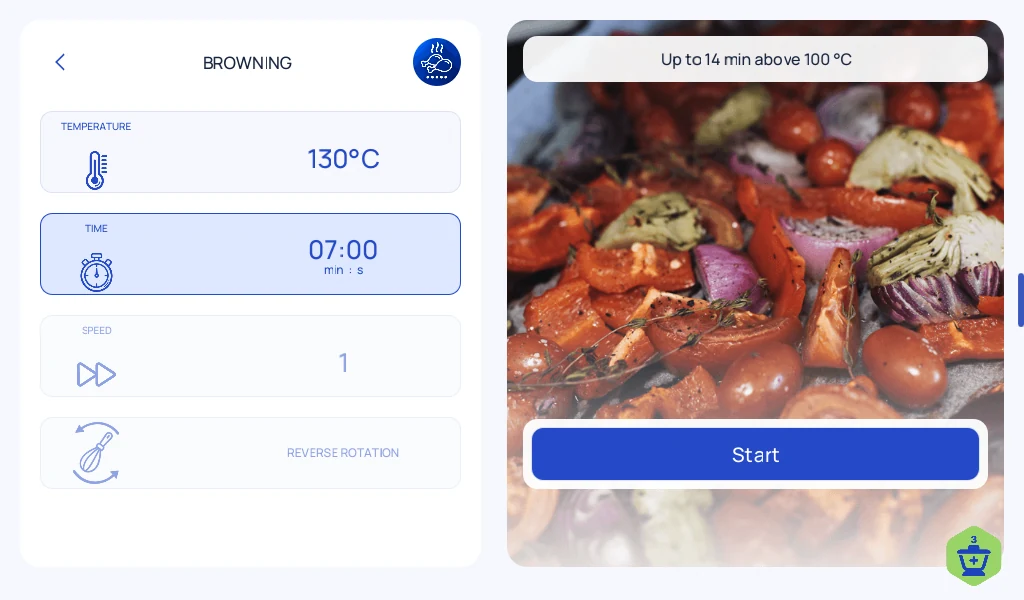 BROWNING
TEMPERATURE
130°C
TIME
07:00
min : s
SPEED
1
REVERSE ROTATION
Up to 14 min above 100 °C
Start
3